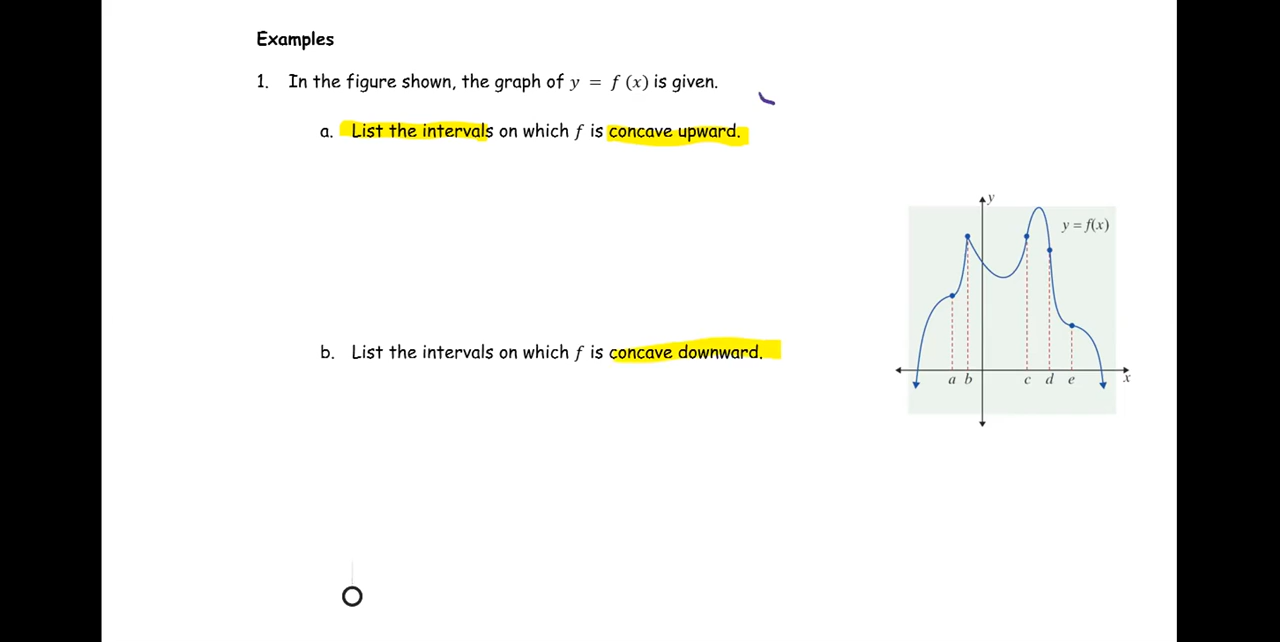 Examples
1. In the figure shown, the graph of y = f (x) is given.
a. List the intervals on which f is concave upward.
y
y = f(x)
b. List the intervals on which f is concave downward.
a b c d e x